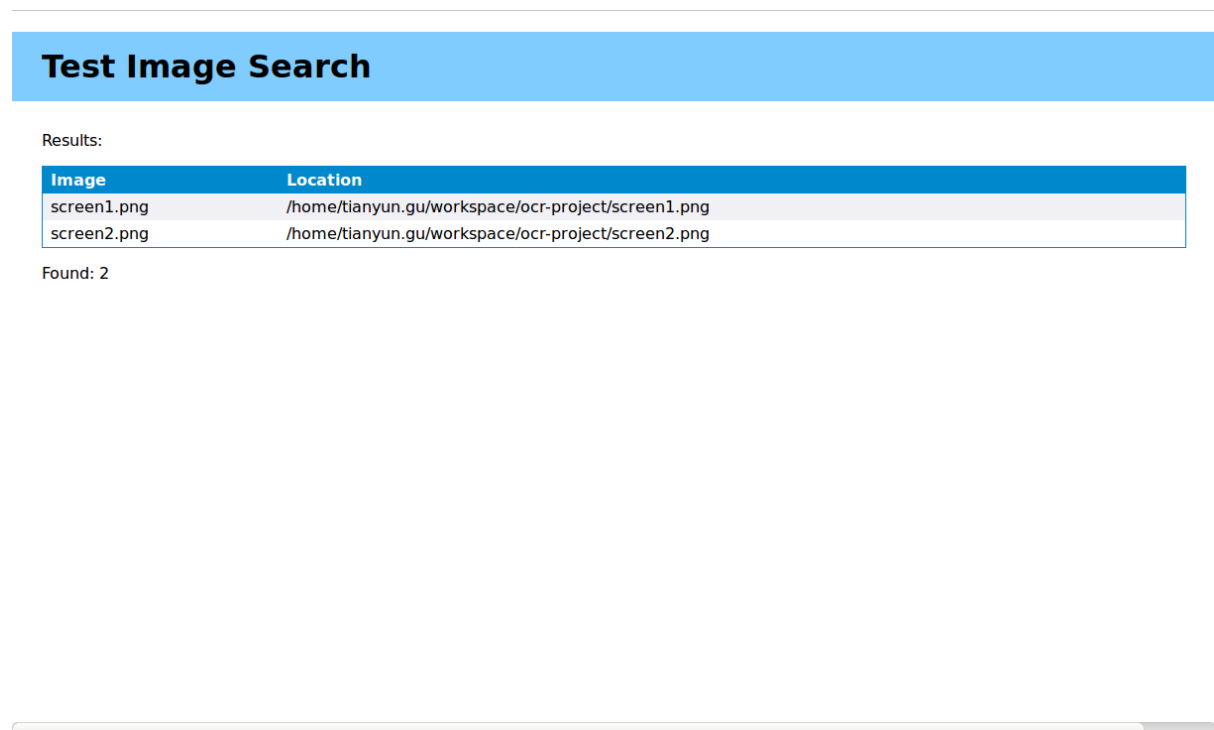 Test Image Search
Results:
Image Location
screen1.png /home/tianyun.gu/workspace/ocr-project/screen1.png
screen2.png /home/tianyun.gu/workspace/ocr-project/screen2.png
Found: 2